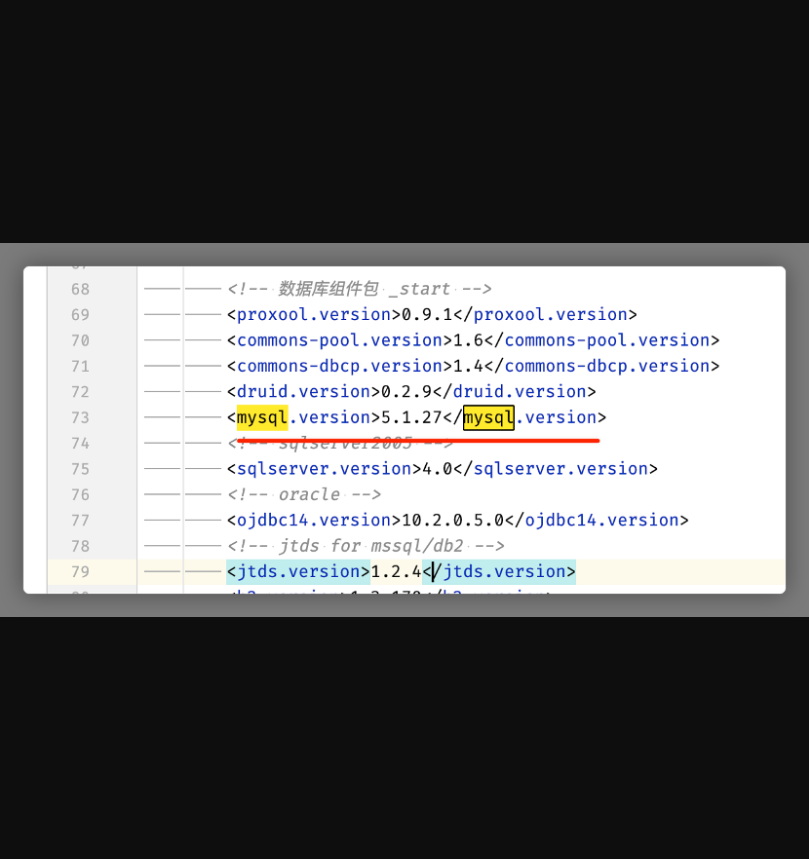 68 <!-- 数据库组件包 _start -->
69 <proxool.version>0.9.1</proxool.version>
70 <commons-pool.version>1.6</commons-pool.version>
71 <commons-dbcp.version>1.4</commons-dbcp.version>
72 <druid.version>0.2.9</druid.version>
73 <mysql.version>5.1.27</mysql.version>
74 <!-- sqlserver2005 -->
75 <sqlserver.version>4.0</sqlserver.version>
76 <!-- oracle -->
77 <ojdbc14.version>10.2.0.5.0</ojdbc14.version>
78 <!-- jtds for mssql/db2 -->
79 <jtds.version>1.2.4</jtds.version>